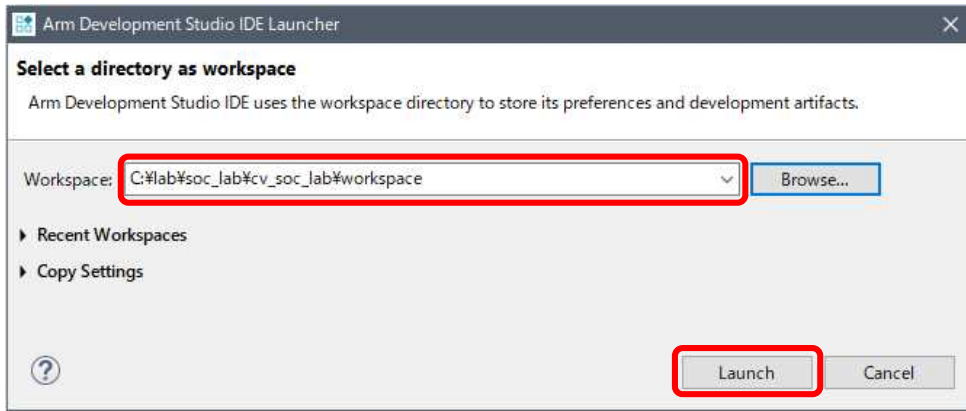 Arm Development Studio IDE Launcher
Select a directory as workspace
Arm Development Studio IDE uses the workspace directory to store its preferences and development artifacts.
Workspace: C:¥lab¥soc_lab¥cv_soc_lab¥workspace Browse...
Recent Workspaces
Copy Settings
? Launch Cancel